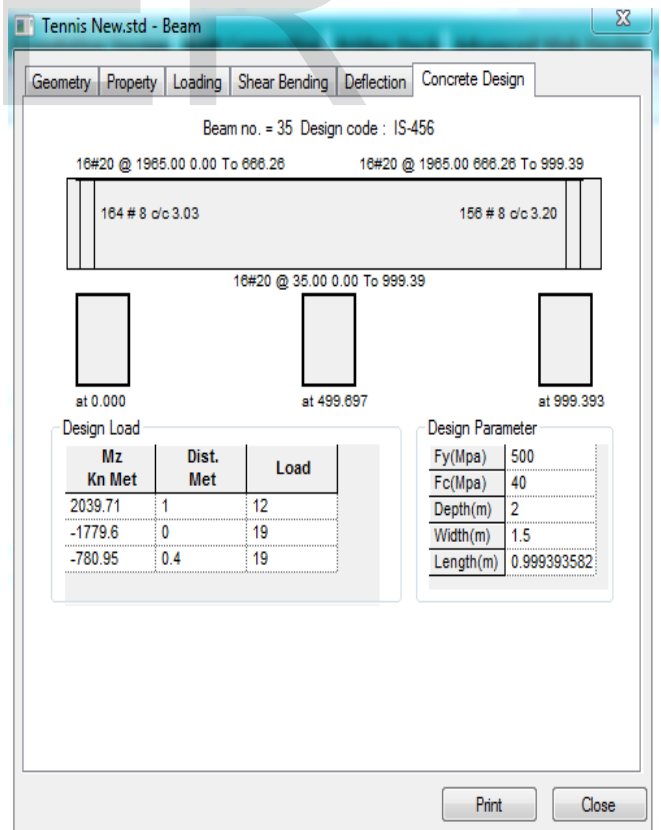 Tennis New.std - Beam
Geometry Property Loading Shear Bending Deflection Concrete Design
Beam no. = 35 Design code : IS-456
16#20 @ 1965.00 0.00 To 666.26 16#20 @ 1965.00 666.26 To 999.39
164 # 8 c/c 3.03 156 # 8 c/c 3.20
16#20 @ 35.00 0.00 To 999.39
at 0.000 at 499.697 at 999.393
Design Load Design Parameter
Mz Kn Met Dist. Met Load
2039.71 1 12
-1779.6 0 19
-780.95 0.4 19
Fy(Mpa) 500
Fc(Mpa) 40
Depth(m) 2
Width(m) 1.5
Length(m) 0.999393582
Print Close